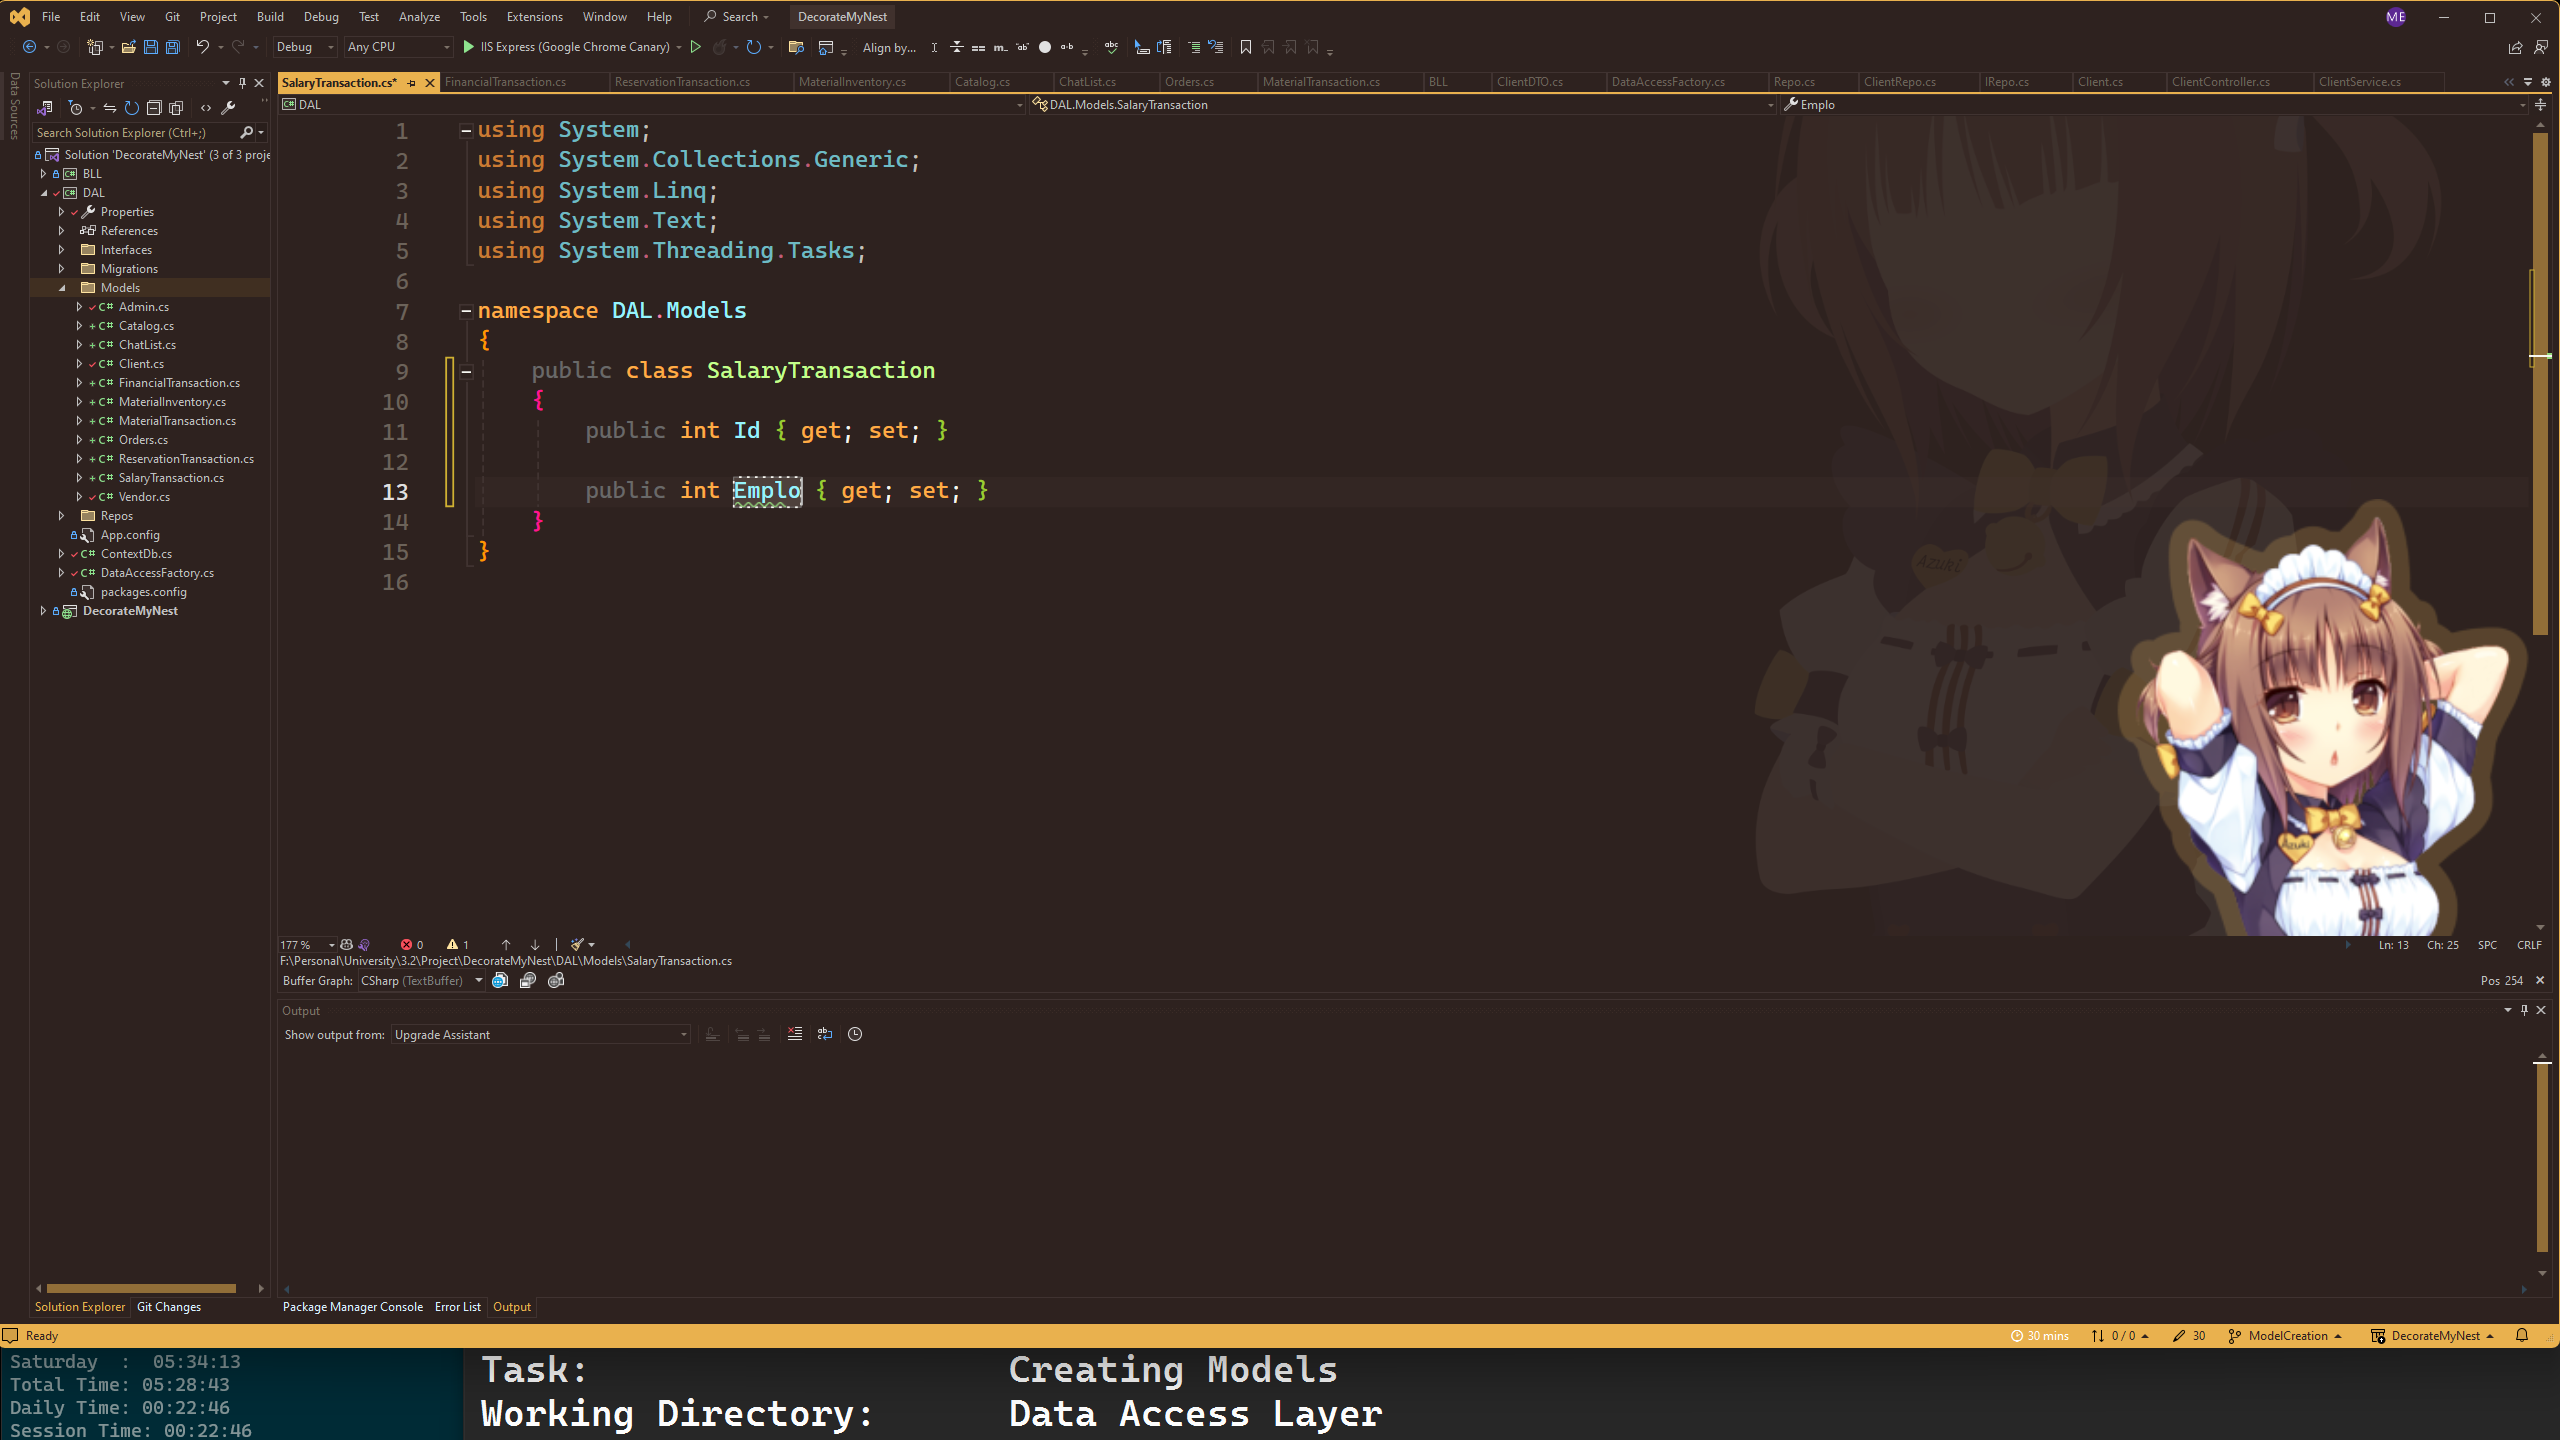 File Edit View Git Project Build Debug Test Analyze Tools Extensions Window Help Search DecorateMyNest ME
Debug Any CPU IIS Express (Google Chrome Canary) Align by...
Data Sources
Solution Explorer
Search Solution Explorer (Ctrl+;)
Solution 'DecorateMyNest' (3 of 3 proje
BLL
DAL
Properties
References
Interfaces
Migrations
Models
C# Admin.cs
C# Catalog.cs
C# ChatList.cs
C# Client.cs
C# FinancialTransaction.cs
C# MaterialInventory.cs
C# MaterialTransaction.cs
C# Orders.cs
C# ReservationTransaction.cs
C# SalaryTransaction.cs
C# Vendor.cs
Repos
App.config
C# ContextDb.cs
C# DataAccessFactory.cs
packages.config
DecorateMyNest
Solution Explorer Git Changes
SalaryTransaction.cs* FinancialTransaction.cs ReservationTransaction.cs MaterialInventory.cs Catalog.cs ChatList.cs Orders.cs MaterialTransaction.cs BLL ClientDTO.cs DataAccessFactory.cs Repo.cs ClientRepo.cs IRepo.cs Client.cs ClientController.cs ClientService.cs
DAL DAL.Models.SalaryTransaction Emplo
1 using System;
2 using System.Collections.Generic;
3 using System.Linq;
4 using System.Text;
5 using System.Threading.Tasks;
6
7 namespace DAL.Models
8 {
9 public class SalaryTransaction
10 {
11 public int Id { get; set; }
12
13 public int Emplo { get; set; }
14 }
15 }
16
Azuki
Azuki
177 % 0 1 Ln: 13 Ch: 25 SPC CRLF
F:\Personal\University\3.2\Project\DecorateMyNest\DAL\Models\SalaryTransaction.cs
Buffer Graph: CSharp (TextBuffer) Pos 254
Output
Show output from: Upgrade Assistant
Package Manager Console Error List Output
Ready 30 mins 0 / 0 30 ModelCreation DecorateMyNest
Saturday : 05:34:13
Total Time: 05:28:43
Daily Time: 00:22:46
Session Time: 00:22:46
Task: Creating Models
Working Directory: Data Access Layer